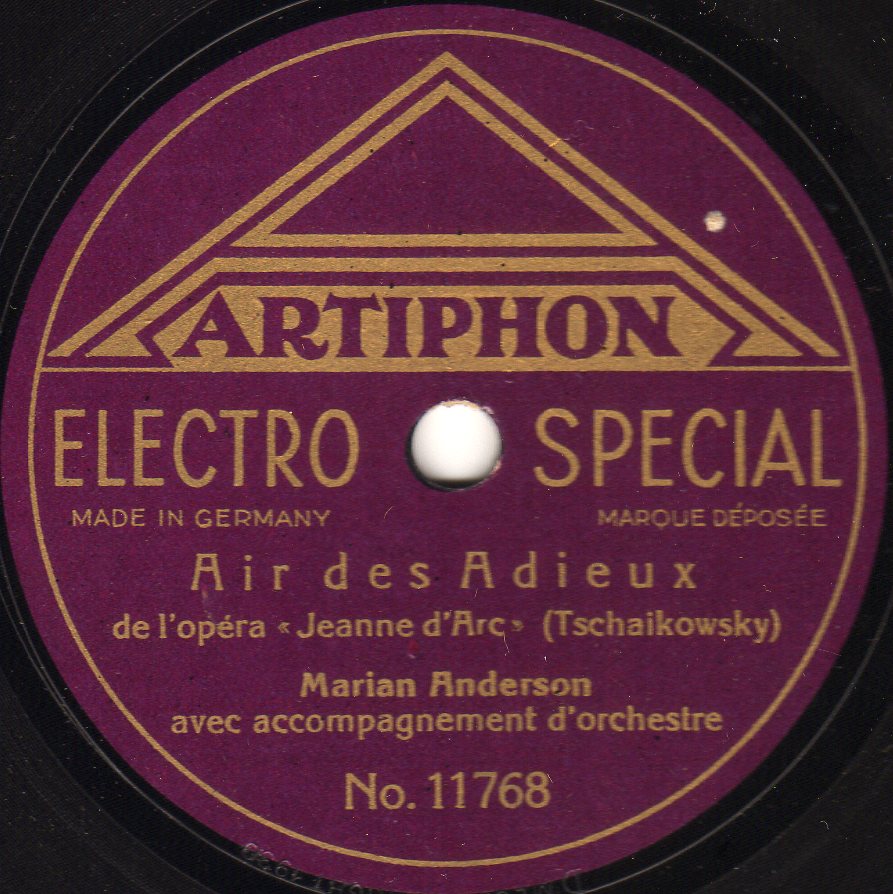 ARTIPHON
ELECTRO SPECIAL
MADE IN GERMANY MARQUE DÉPOSÉE
Air des Adieux
de l'opéra «Jeanne d'Arc» (Tschaikowsky)
Marian Anderson
avec accompagnement d'orchestre
No. 11768